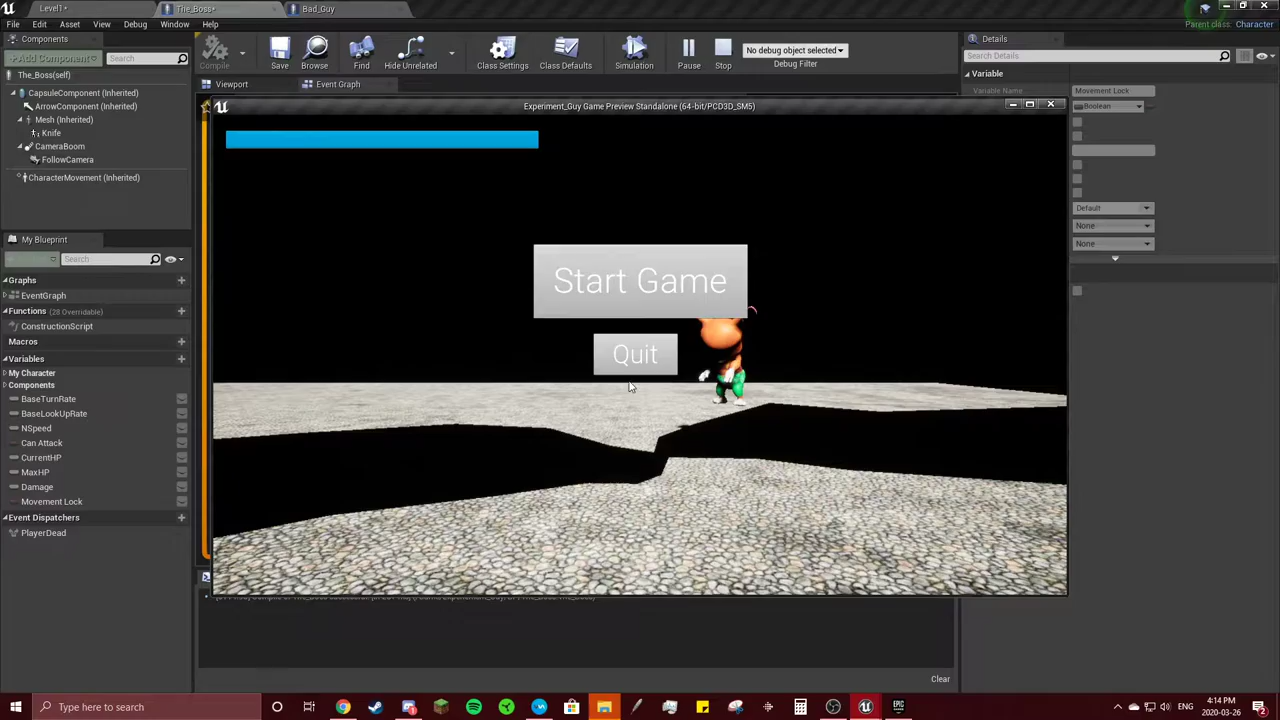 Level1*
The_Boss*
Bad_Guy
File
Edit
Asset
View
Debug
Window
Help
Parent class: Character
Components
+ Add Component
Search
The_Boss(self)
CapsuleComponent (Inherited)
ArrowComponent (Inherited)
Mesh (Inherited)
Knife
CameraBoom
FollowCamera
CharacterMovement (Inherited)
Compile
Save
Browse
Find
Hide Unrelated
Class Settings
Class Defaults
Simulation
Pause
Stop
No debug object selected
Debug Filter
Viewport
Event Graph
Experiment_Guy Game Preview Standalone (64-bit/PCD3D_SM5)
Start Game
Quit
Details
Search Details
Variable
Variable Name
Movement Lock
Boolean
Default
None
None
My Blueprint
Search
Graphs
EventGraph
Functions (28 Overridable)
ConstructionScript
Macros
Variables
My Character
Components
BaseTurnRate
BaseLookUpRate
NSpeed
Can Attack
CurrentHP
MaxHP
Damage
Movement Lock
Event Dispatchers
PlayerDead
Clear
Type here to search
4:14 PM
2020-03-26